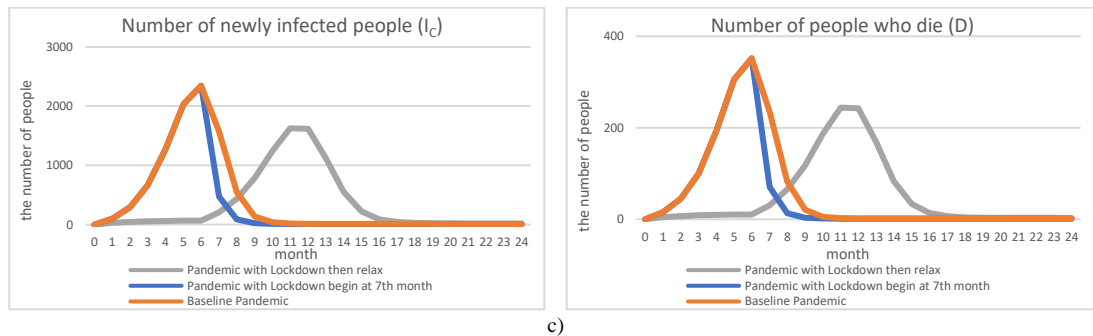 Number of newly infected people (I_C)
3000
2000
1000
0
the number of people
0 1 2 3 4 5 6 7 8 9 10 11 12 13 14 15 16 17 18 19 20 21 22 23 24
month
Pandemic with Lockdown then relax
Pandemic with Lockdown begin at 7th month
Baseline Pandemic
Number of people who die (D)
400
200
0
the number of people
0 1 2 3 4 5 6 7 8 9 10 11 12 13 14 15 16 17 18 19 20 21 22 23 24
month
Pandemic with Lockdown then relax
Pandemic with Lockdown begin at 7th month
Baseline Pandemic
c)